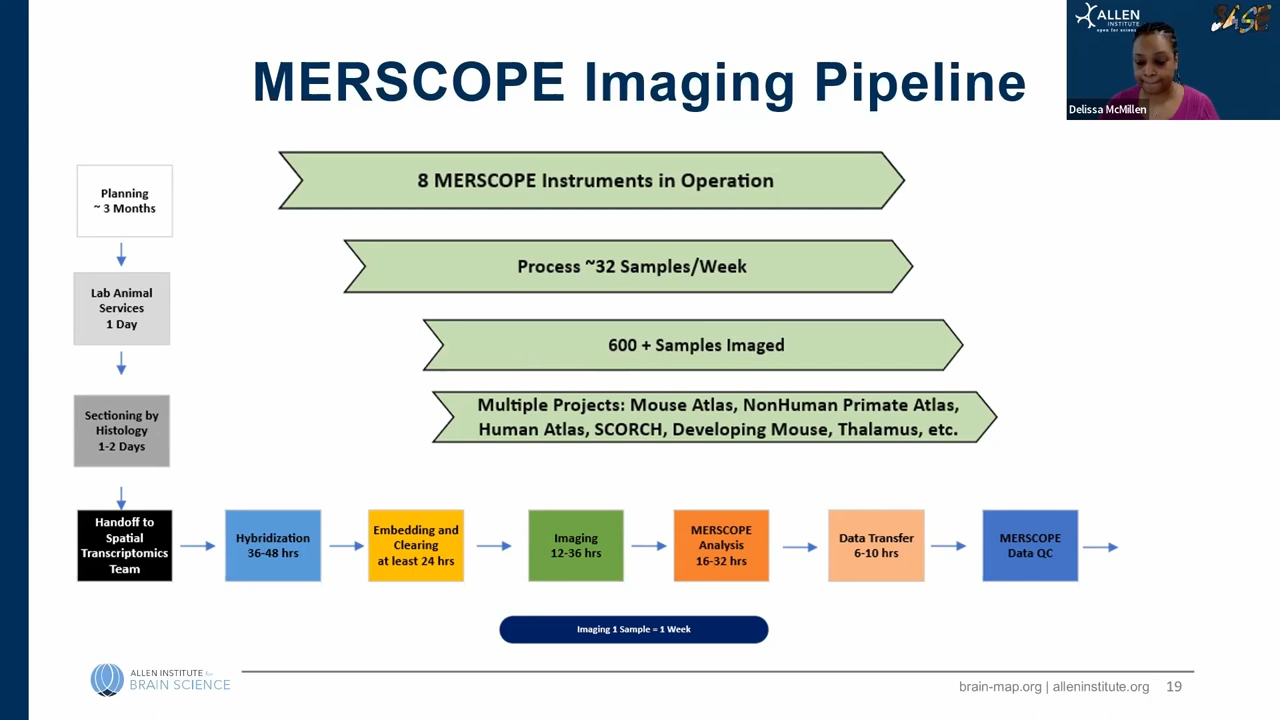 MERSCOPE Imaging Pipeline
ALLEN
INSTITUTE
open for science
SASE
Delissa McMillen
8 MERSCOPE Instruments in Operation
Process ~32 Samples/Week
600 + Samples Imaged
Multiple Projects: Mouse Atlas, NonHuman Primate Atlas,
Human Atlas, SCORCH, Developing Mouse, Thalamus, etc.
Planning
~ 3 Months
Lab Animal
Services
1 Day
Sectioning by
Histology
1-2 Days
Handoff to
Spatial
Transcriptomics
Team
Hybridization
36-48 hrs
Embedding and
Clearing
at least 24 hrs
Imaging
12-36 hrs
MERSCOPE
Analysis
16-32 hrs
Data Transfer
6-10 hrs
MERSCOPE
Data QC
Imaging 1 Sample = 1 Week
ALLEN INSTITUTE for
BRAIN SCIENCE
brain-map.org | alleninstitute.org 19